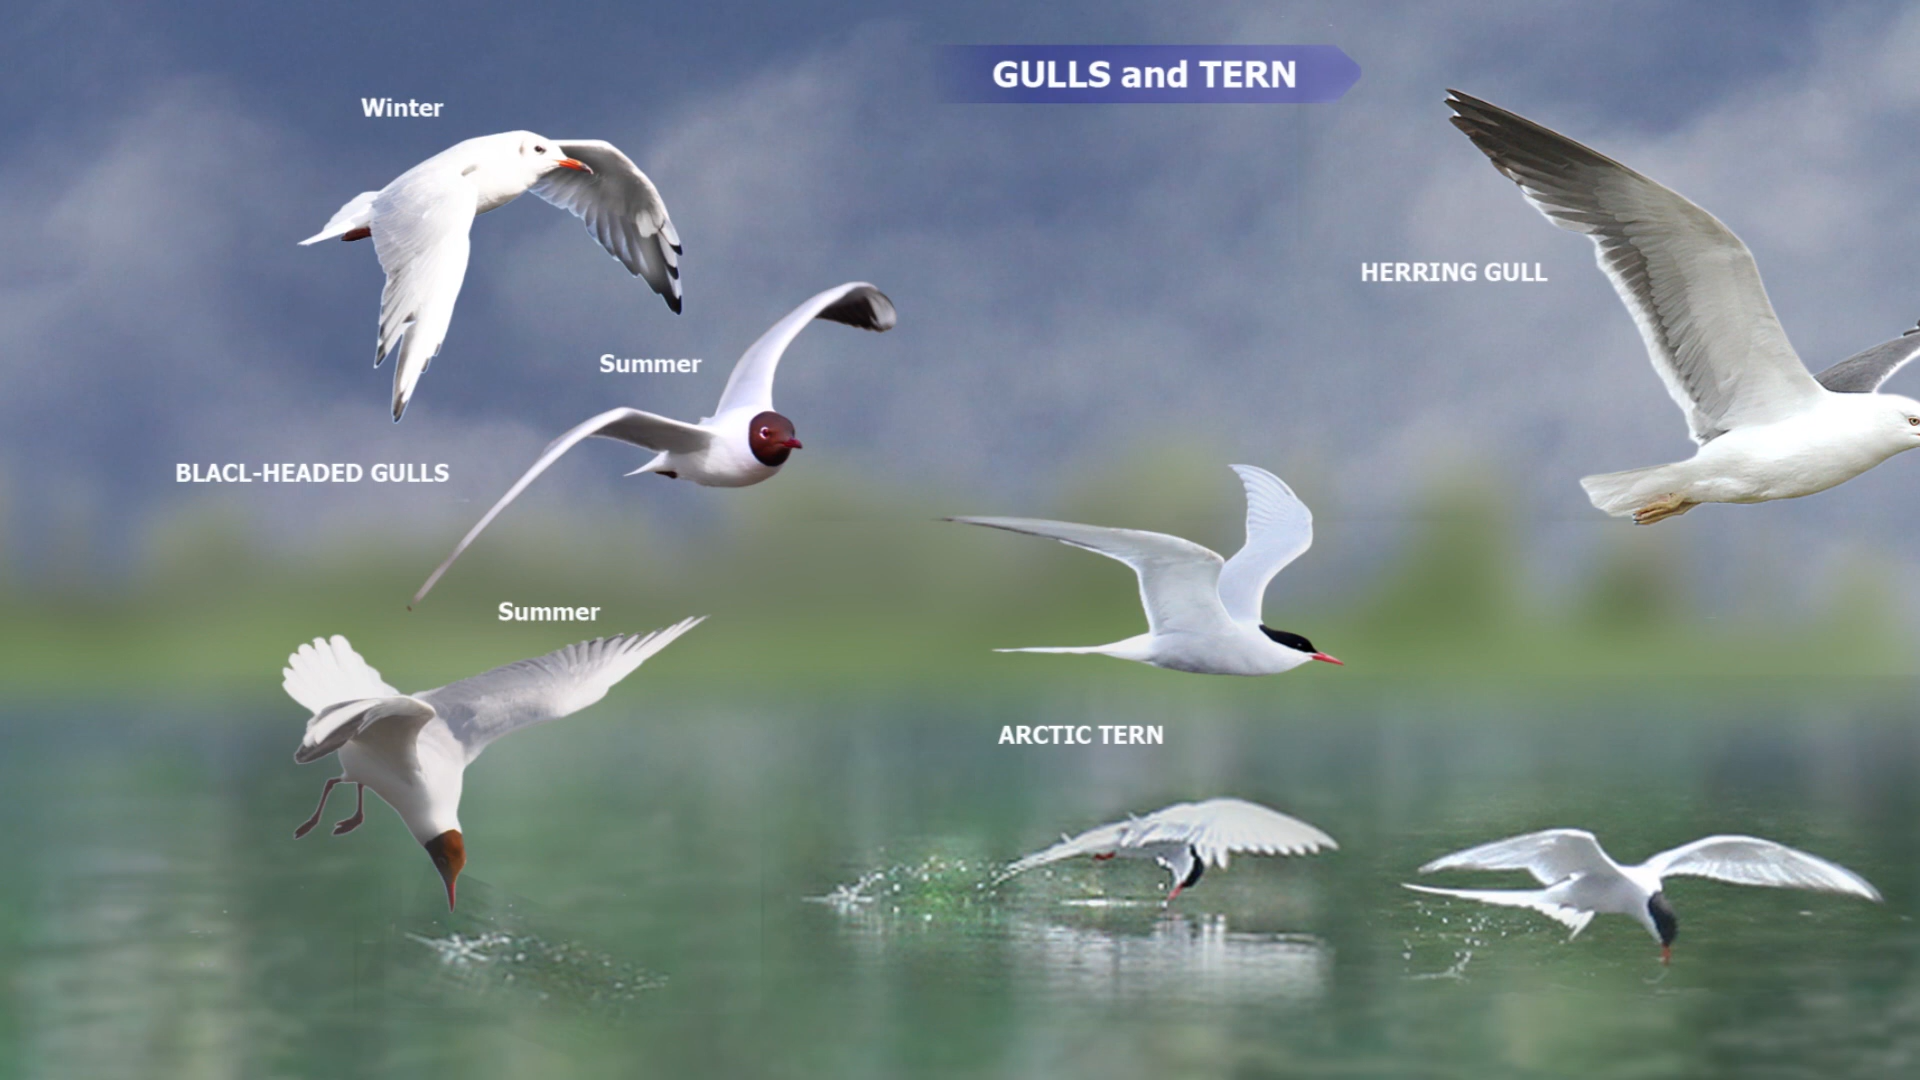 GULLS and TERN
Winter
HERRING GULL
Summer
BLACL-HEADED GULLS
Summer
ARCTIC TERN